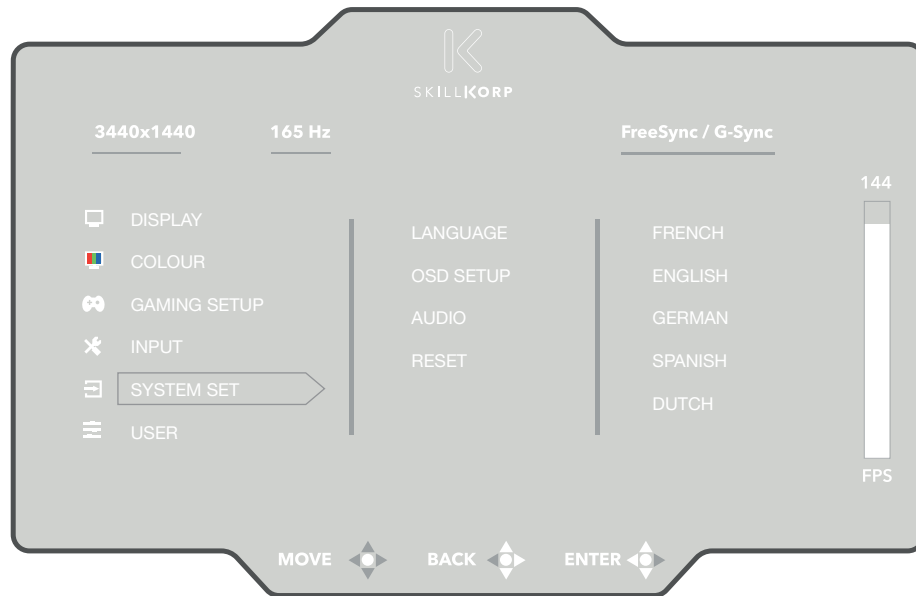 SKILLKORP
3440x1440 165 Hz FreeSync / G-Sync
144
DISPLAY
COLOUR
GAMING SETUP
INPUT
SYSTEM SET
USER
LANGUAGE
OSD SETUP
AUDIO
RESET
FRENCH
ENGLISH
GERMAN
SPANISH
DUTCH
FPS
MOVE BACK ENTER